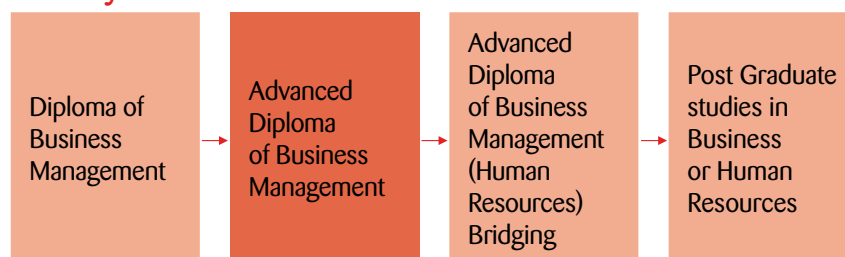 Diploma of
Business
Management
Advanced
Diploma
of Business
Management
Advanced
Diploma
of Business
Management
(Human
Resources)
Bridging
Post Graduate
studies in
Business
or Human
Resources